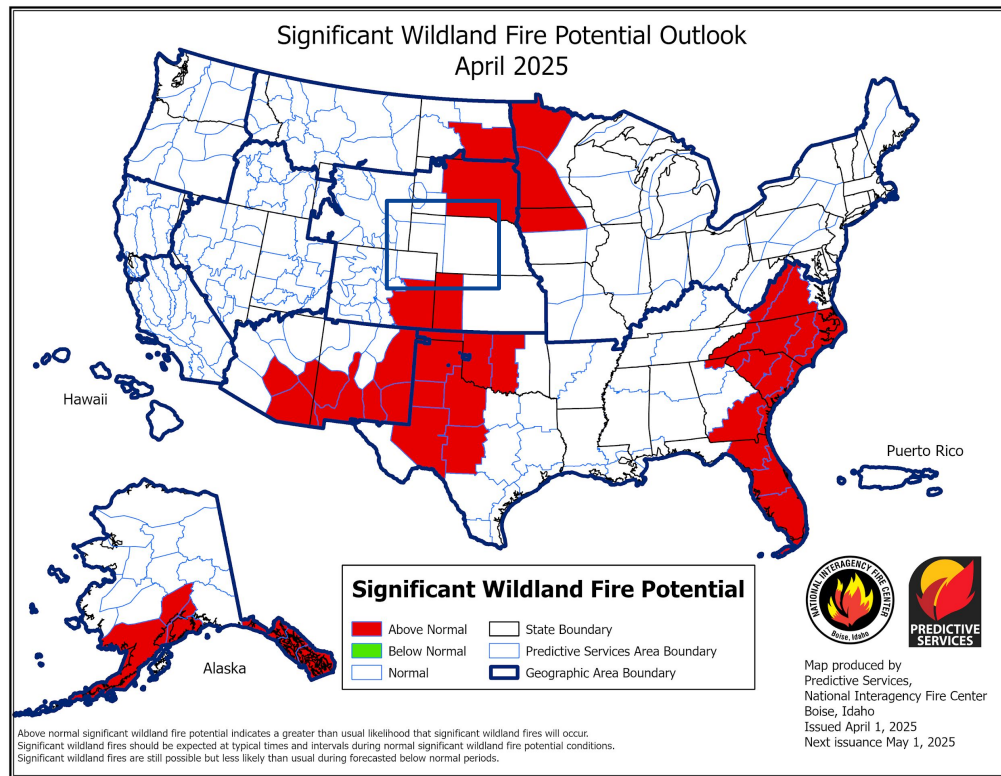 Significant Wildland Fire Potential Outlook
April 2025
Hawaii
Puerto Rico
Alaska
Significant Wildland Fire Potential
Above Normal
Below Normal
Normal
State Boundary
Predictive Services Area Boundary
Geographic Area Boundary
NATIONAL INTERAGENCY FIRE CENTER
Boise, Idaho
PREDICTIVE
SERVICES
Map produced by
Predictive Services,
National Interagency Fire Center
Boise, Idaho
Issued April 1, 2025
Next issuance May 1, 2025
Above normal significant wildland fire potential indicates a greater than usual likelihood that significant wildland fires will occur.
Significant wildland fires should be expected at typical times and intervals during normal significant wildland fire potential conditions.
Significant wildland fires are still possible but less likely than usual during forecasted below normal periods.